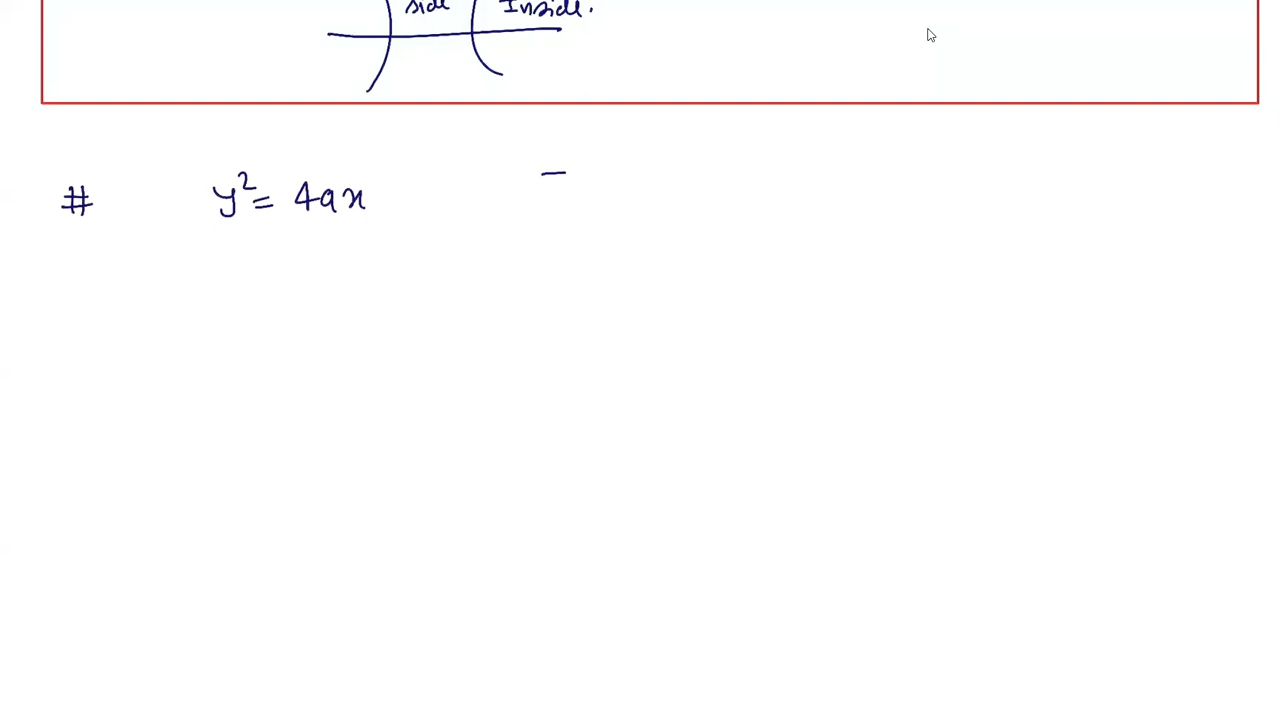 side Inside.
# y² = 4ax —